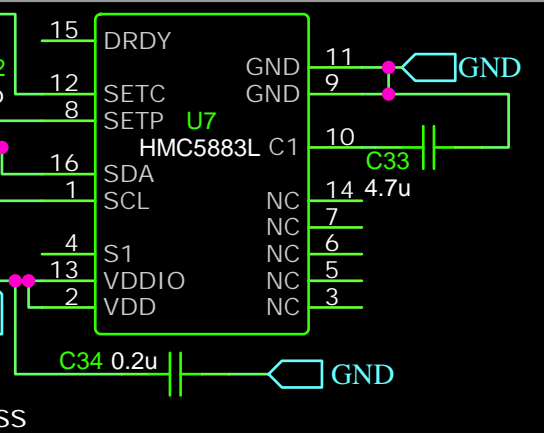 15 DRDY
GND 11 GND
2
12 SETC GND 9
8 SETP U7
HMC5883L C1 10
C33
16 SDA
4.7u
1 SCL NC 14
NC 7
4 S1 NC 6
13 VDDIO NC 5
2 VDD NC 3
C34 0.2u GND
SS